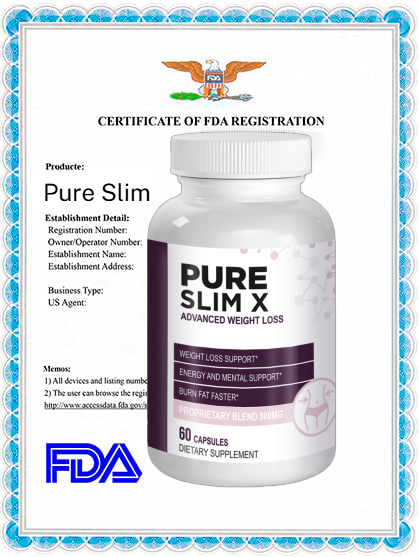 FDA
CERTIFICATE OF FDA REGISTRATION
Producte:
Pure Slim
Establishment Detail:
Registration Number:
Owner/Operator Number:
Establishment Name:
Establishment Address:
Business Type:
US Agent:
Memos:
1) All devices and listing numbe
2) The user can browse the regi
http://www.accessdata.fda.gov/s
FDA
PURE
SLIM X
ADVANCED WEIGHT LOSS
WEIGHT LOSS SUPPORT*
ENERGY AND MENTAL SUPPORT*
BURN FAT FASTER*
PROPRIETARY BLEND 800MG
60 CAPSULES
DIETARY SUPPLEMENT